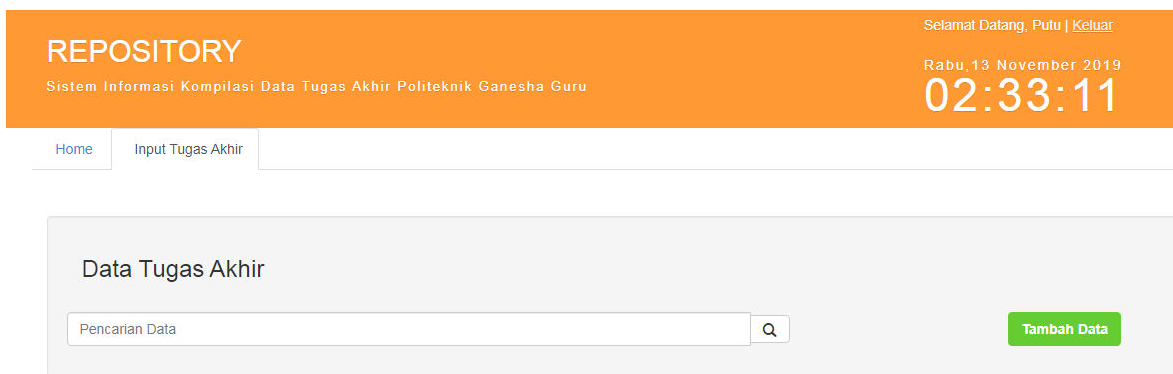 Selamat Datang, Putu | Keluar
REPOSITORY
Sistem Informasi Kompilasi Data Tugas Akhir Politeknik Ganesha Guru
Rabu,13 November 2019
02:33:11
Home
Input Tugas Akhir
Data Tugas Akhir
Pencarian Data
Tambah Data